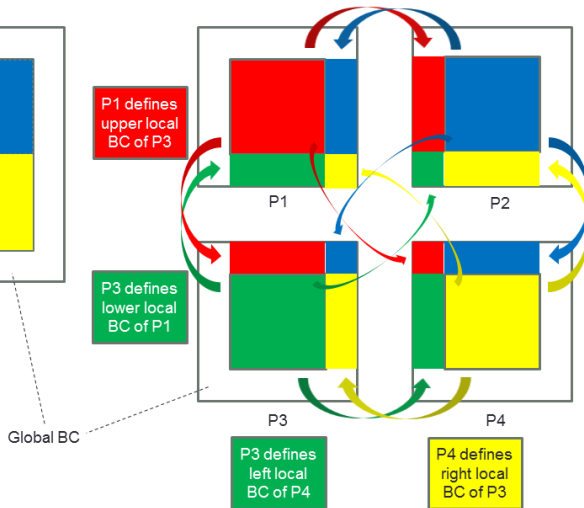 P1 defines
upper local
BC of P3
P1
P2
P3 defines
lower local
BC of P1
P3
P4
Global BC
P3 defines
left local
BC of P4
P4 defines
right local
BC of P3